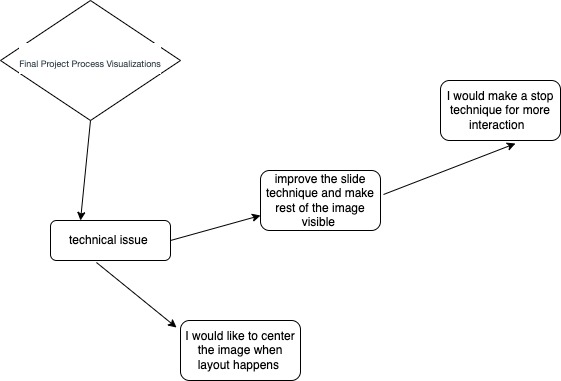 Final Project Process Visualizations
I would make a stop
technique for more
interaction
improve the slide
technique and make
rest of the image
visible
technical issue
I would like to center
the image when
layout happens